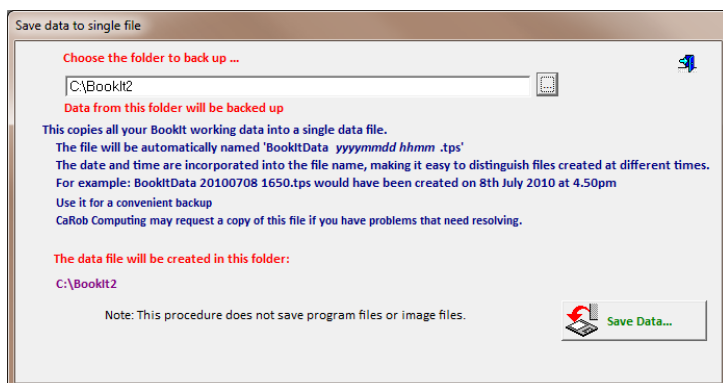 Save data to single file
Choose the folder to back up ...
C:\BookIt2
...
Data from this folder will be backed up
This copies all your BookIt working data into a single data file.
The file will be automatically named 'BookItData yyyymmdd hhmm .tps'
The date and time are incorporated into the file name, making it easy to distinguish files created at different times.
For example: BookItData 20100708 1650.tps would have been created on 8th July 2010 at 4.50pm
Use it for a convenient backup
CaRob Computing may request a copy of this file if you have problems that need resolving.
The data file will be created in this folder:
C:\BookIt2
Note: This procedure does not save program files or image files.
Save Data...